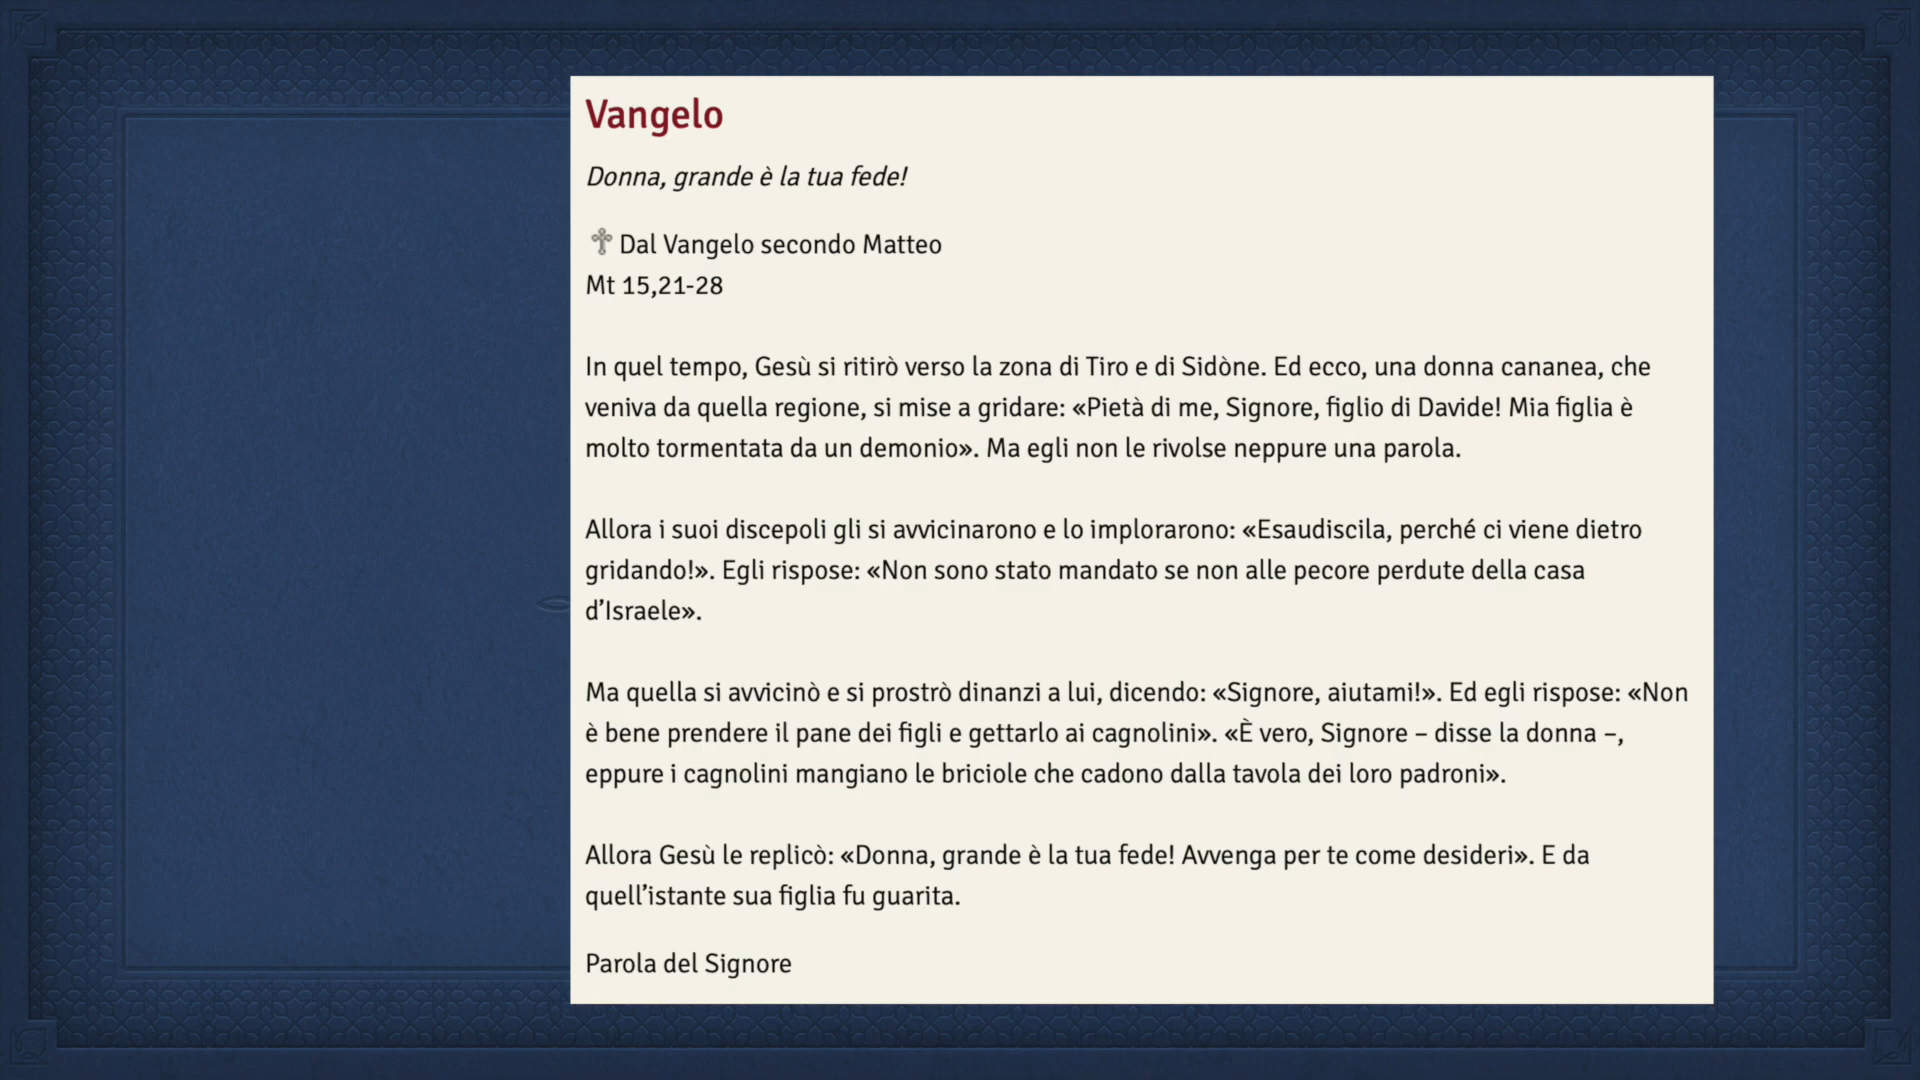 Vangelo
Donna, grande è la tua fede!
Dal Vangelo secondo Matteo
Mt 15,21-28
In quel tempo, Gesù si ritirò verso la zona di Tiro e di Sidòne. Ed ecco, una donna cananea, che
veniva da quella regione, si mise a gridare: «Pietà di me, Signore, figlio di Davide! Mia figlia è
molto tormentata da un demonio». Ma egli non le rivolse neppure una parola.
Allora i suoi discepoli gli si avvicinarono e lo implorarono: «Esaudiscila, perché ci viene dietro
gridando!». Egli rispose: «Non sono stato mandato se non alle pecore perdute della casa
d’Israele».
Ma quella si avvicinò e si prostrò dinanzi a lui, dicendo: «Signore, aiutami!». Ed egli rispose: «Non
è bene prendere il pane dei figli e gettarlo ai cagnolini». «È vero, Signore – disse la donna –,
eppure i cagnolini mangiano le briciole che cadono dalla tavola dei loro padroni».
Allora Gesù le replicò: «Donna, grande è la tua fede! Avvenga per te come desideri». E da
quell’istante sua figlia fu guarita.
Parola del Signore